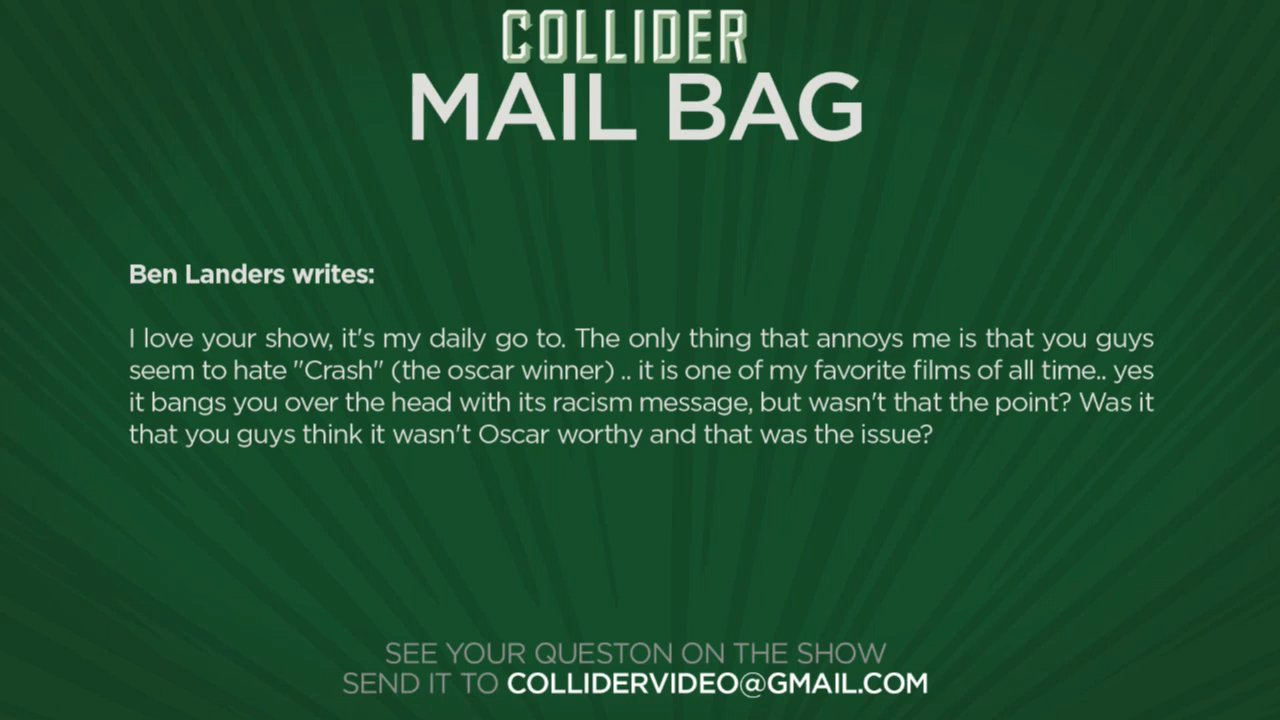 COLLIDER
MAIL BAG
Ben Landers writes:
I love your show, it's my daily go to. The only thing that annoys me is that you guys
seem to hate "Crash" (the oscar winner) .. it is one of my favorite films of all time.. yes
it bangs you over the head with its racism message, but wasn't that the point? Was it
that you guys think it wasn't Oscar worthy and that was the issue?
SEE YOUR QUESTON ON THE SHOW
SEND IT TO COLLIDERVIDEO@GMAIL.COM